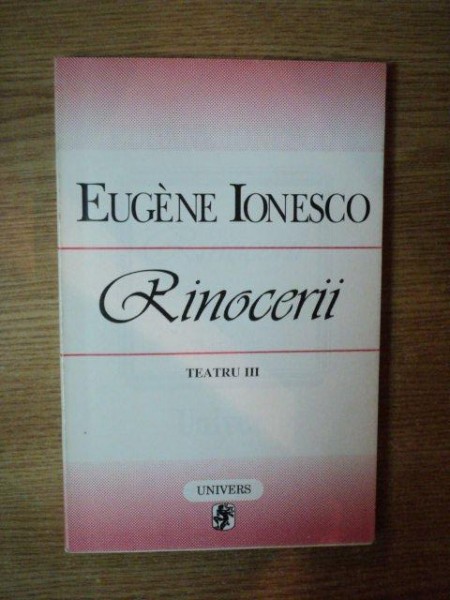 EUGÈNE IONESCO
Rinocerii
TEATRU III
UNIVERS